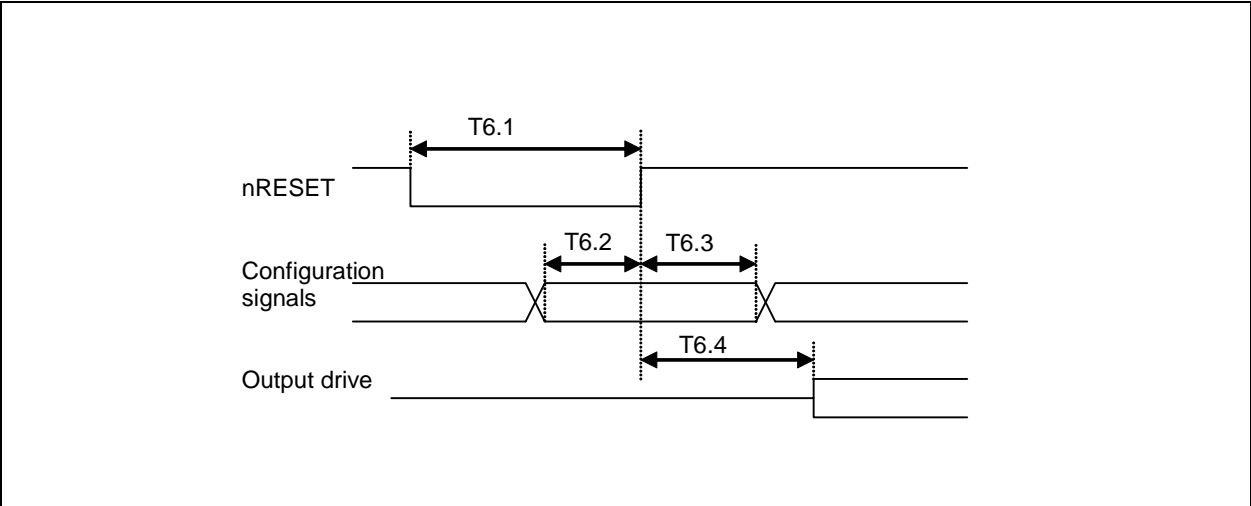 T6.1
nRESET
T6.2
T6.3
Configuration
signals
T6.4
Output drive